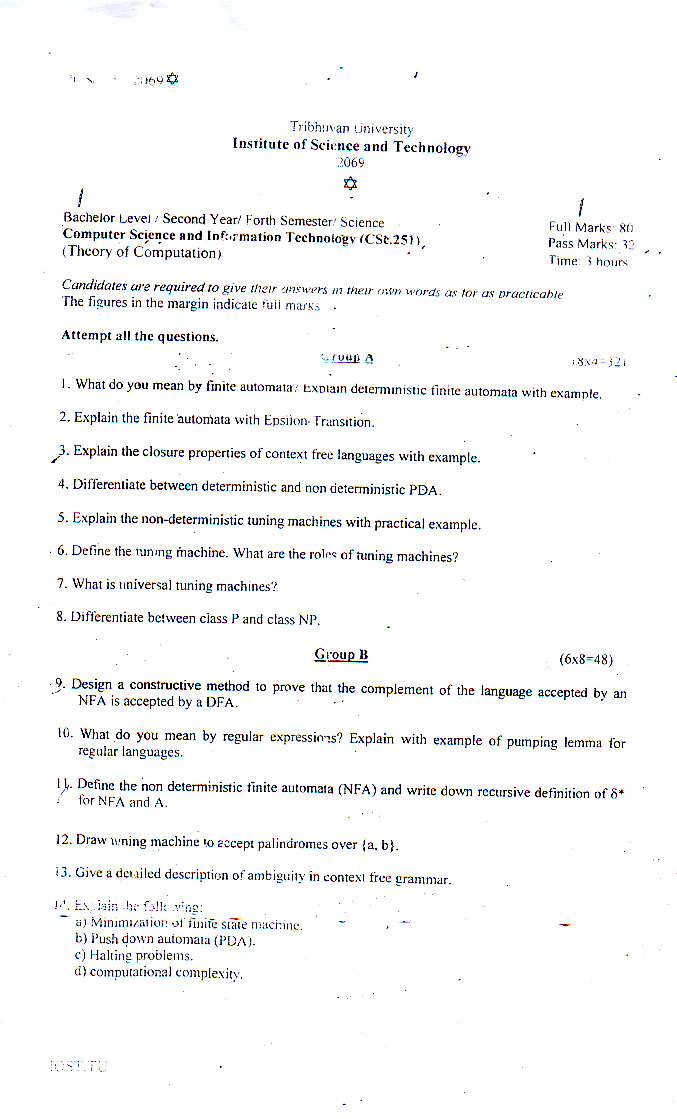 2069
Tribhuvan University
Institute of Science and Technology
2069
Bachelor Level / Second Year/ Forth Semester/ Science
Full Marks: 80
Computer Science and Information Technology (CSc.251)
Pass Marks: 32
(Theory of Computation)
Time: 3 hours
Candidates are required to give their answers in their own words as for as practicable
The figures in the margin indicate full marks.
Attempt all the questions.
Group A
(8x4=32)
1. What do you mean by finite automata? Explain deterministic finite automata with example.
2. Explain the finite automata with Epsilon- Transition.
3. Explain the closure properties of context free languages with example.
4. Differentiate between deterministic and non deterministic PDA.
5. Explain the non-deterministic tuning machines with practical example.
6. Define the tuning machine. What are the roles of tuning machines?
7. What is universal tuning machines?
8. Differentiate between class P and class NP.
Group B
(6x8=48)
9. Design a constructive method to prove that the complement of the language accepted by an
NFA is accepted by a DFA.
10. What do you mean by regular expressions? Explain with example of pumping lemma for
regular languages.
11. Define the non deterministic finite automata (NFA) and write down recursive definition of δ*
for NFA and A.
12. Draw tuning machine to accept palindromes over {a, b}.
13. Give a detailed description of ambiguity in context free grammar.
14. Explain the following:
a) Minimization of finite state machine.
b) Push down automata (PDA).
c) Halting problems.
d) computational complexity.
IOST.TU